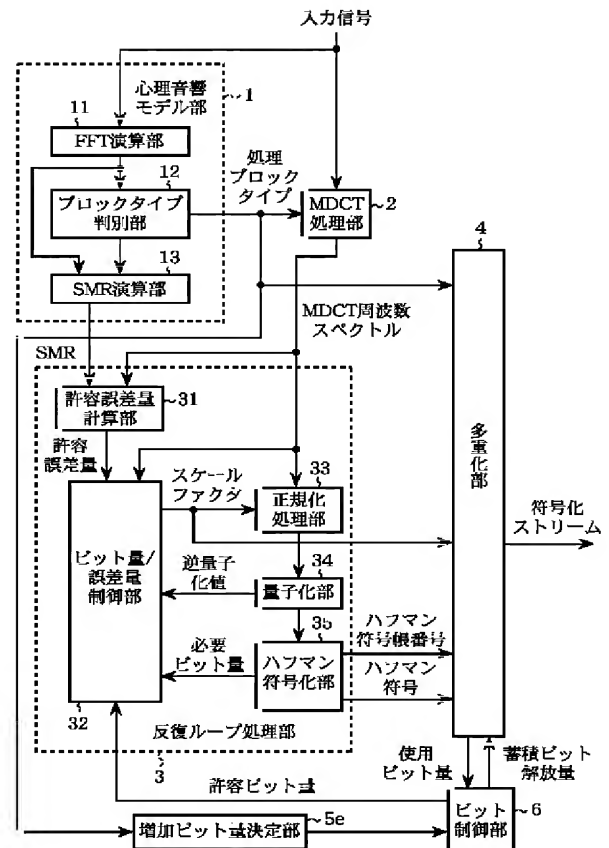 入力信号
心理音響
モデル部
1
11
FFT演算部
12
ブロックタイプ
判別部
13
SMR演算部
処理
ブロック
タイプ
MDCT
処理部
2
4
MDCT周波数
スペクトル
SMR
許容誤差量
計算部
31
許容
誤差量
スケール
ファクタ
33
正規化
処理部
多重化部
符号化
ストリーム
ビット量/
誤差量
制御部
逆量子
化値
34
量子化部
35
必要
ビット量
ハフマン
符号化部
ハフマン
符号帳番号
ハフマン
符号
32
反復ループ処理部
3
使用
ビット量
蓄積ビット
解放量
許容ビット量
5e
増加ビット量決定部
ビット
制御部
6